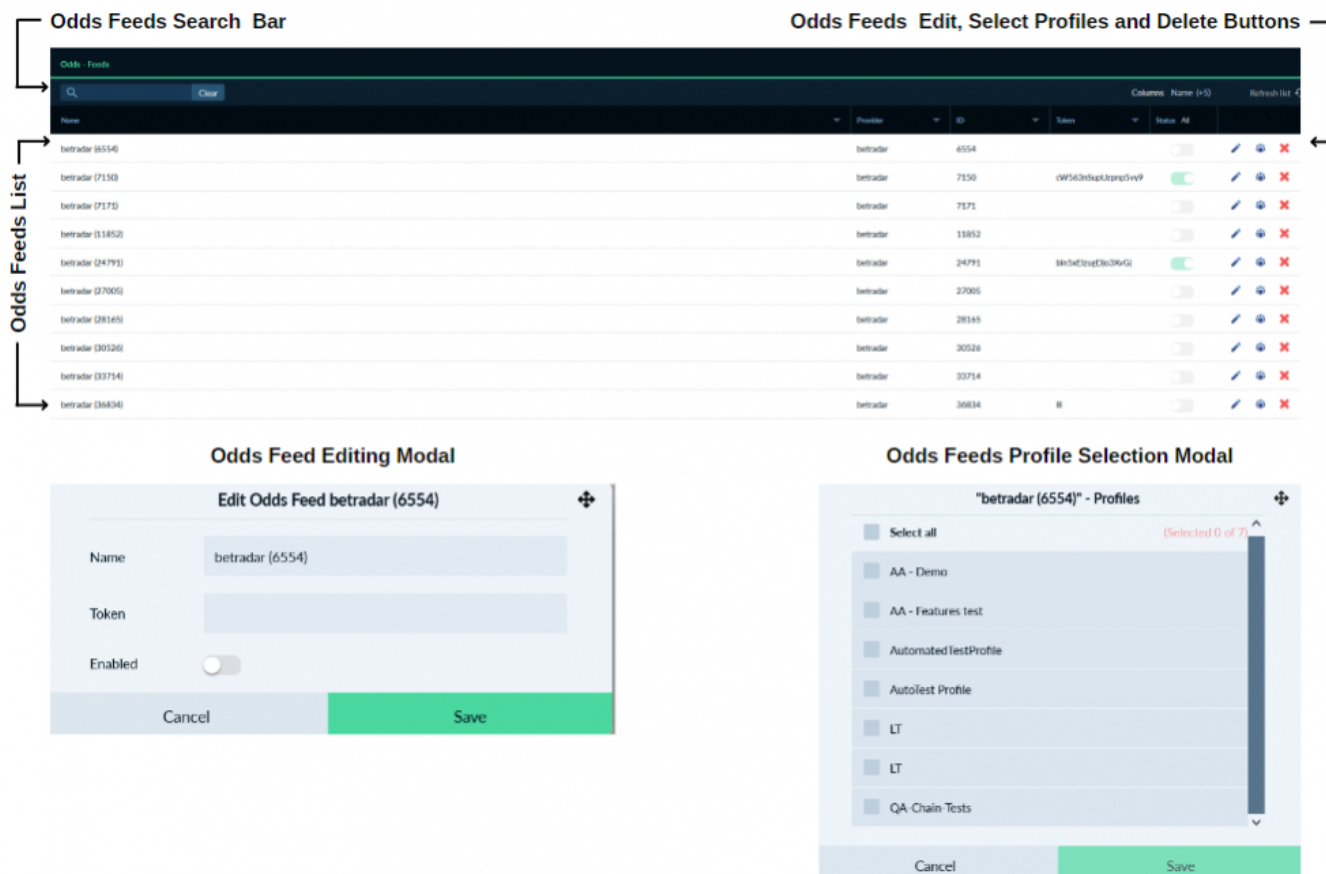 Odds Feeds Search Bar
Odds Feeds Edit, Select Profiles and Delete Buttons
Odds - Feeds
Clear
Columns Name (+5) Refresh list
Name Provider ID Token Status All
Odds Feeds List
betradar (6554) betradar 6554
betradar (7150) betradar 7150
betradar (7171) betradar 7171
betradar (11852) betradar 11852
betradar (24791) betradar 24791
betradar (27005) betradar 27005
betradar (28165) betradar 28165
betradar (30526) betradar 30526
betradar (33714) betradar 33714
betradar (36834) betradar 36834
Odds Feed Editing Modal
Edit Odds Feed betradar (6554)
Name betradar (6554)
Token
Enabled
Cancel Save
Odds Feeds Profile Selection Modal
"betradar (6554)" - Profiles
Select all (Selected 0 of 7)
AA - Demo
AA - Features test
AutomatedTestProfile
AutoTest Profile
LT
LT
QA-Chain-Tests
Cancel Save